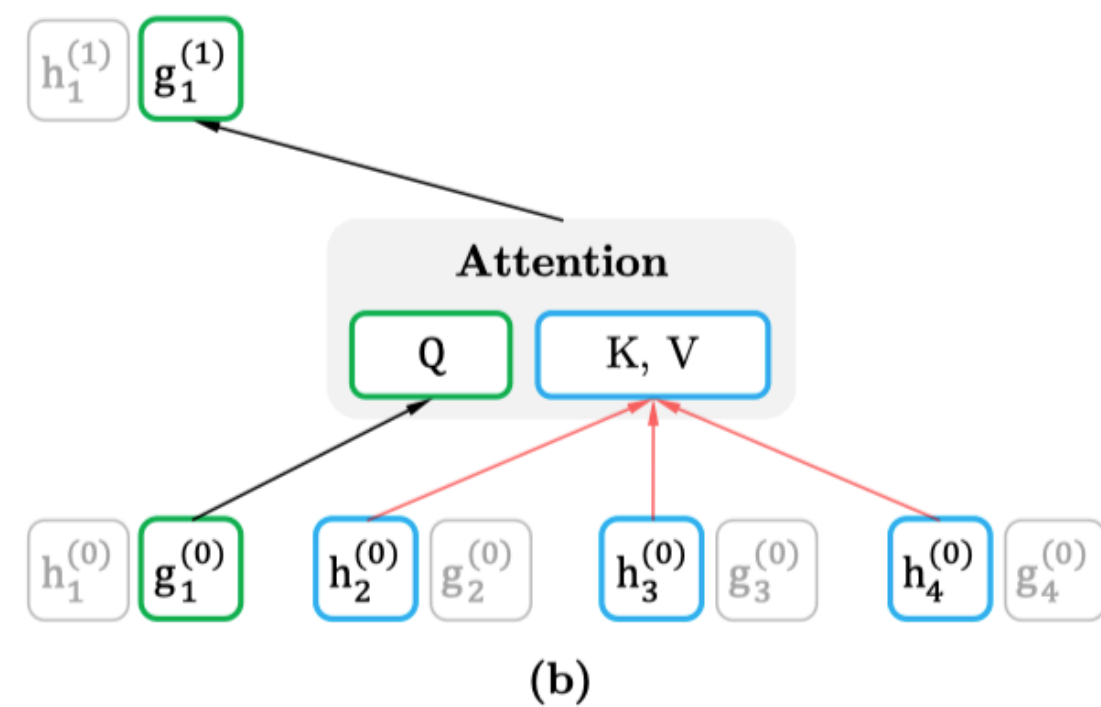 h₁⁽¹⁾ g₁⁽¹⁾
Attention
Q K, V
h₁⁽⁰⁾ g₁⁽⁰⁾ h₂⁽⁰⁾ g₂⁽⁰⁾ h₃⁽⁰⁾ g₃⁽⁰⁾ h₄⁽⁰⁾ g₄⁽⁰⁾
(b)